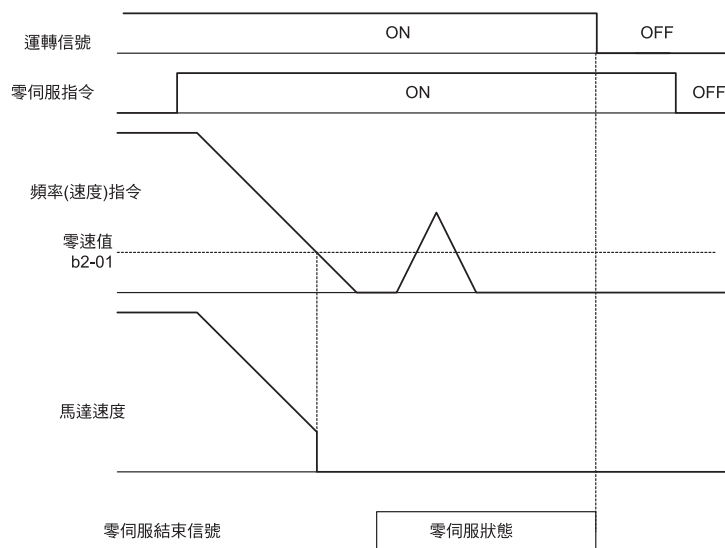 運轉信號
ON
OFF
零伺服指令
ON
OFF
頻率(速度)指令
零速值
b2-01
馬達速度
零伺服結束信號
零伺服狀態